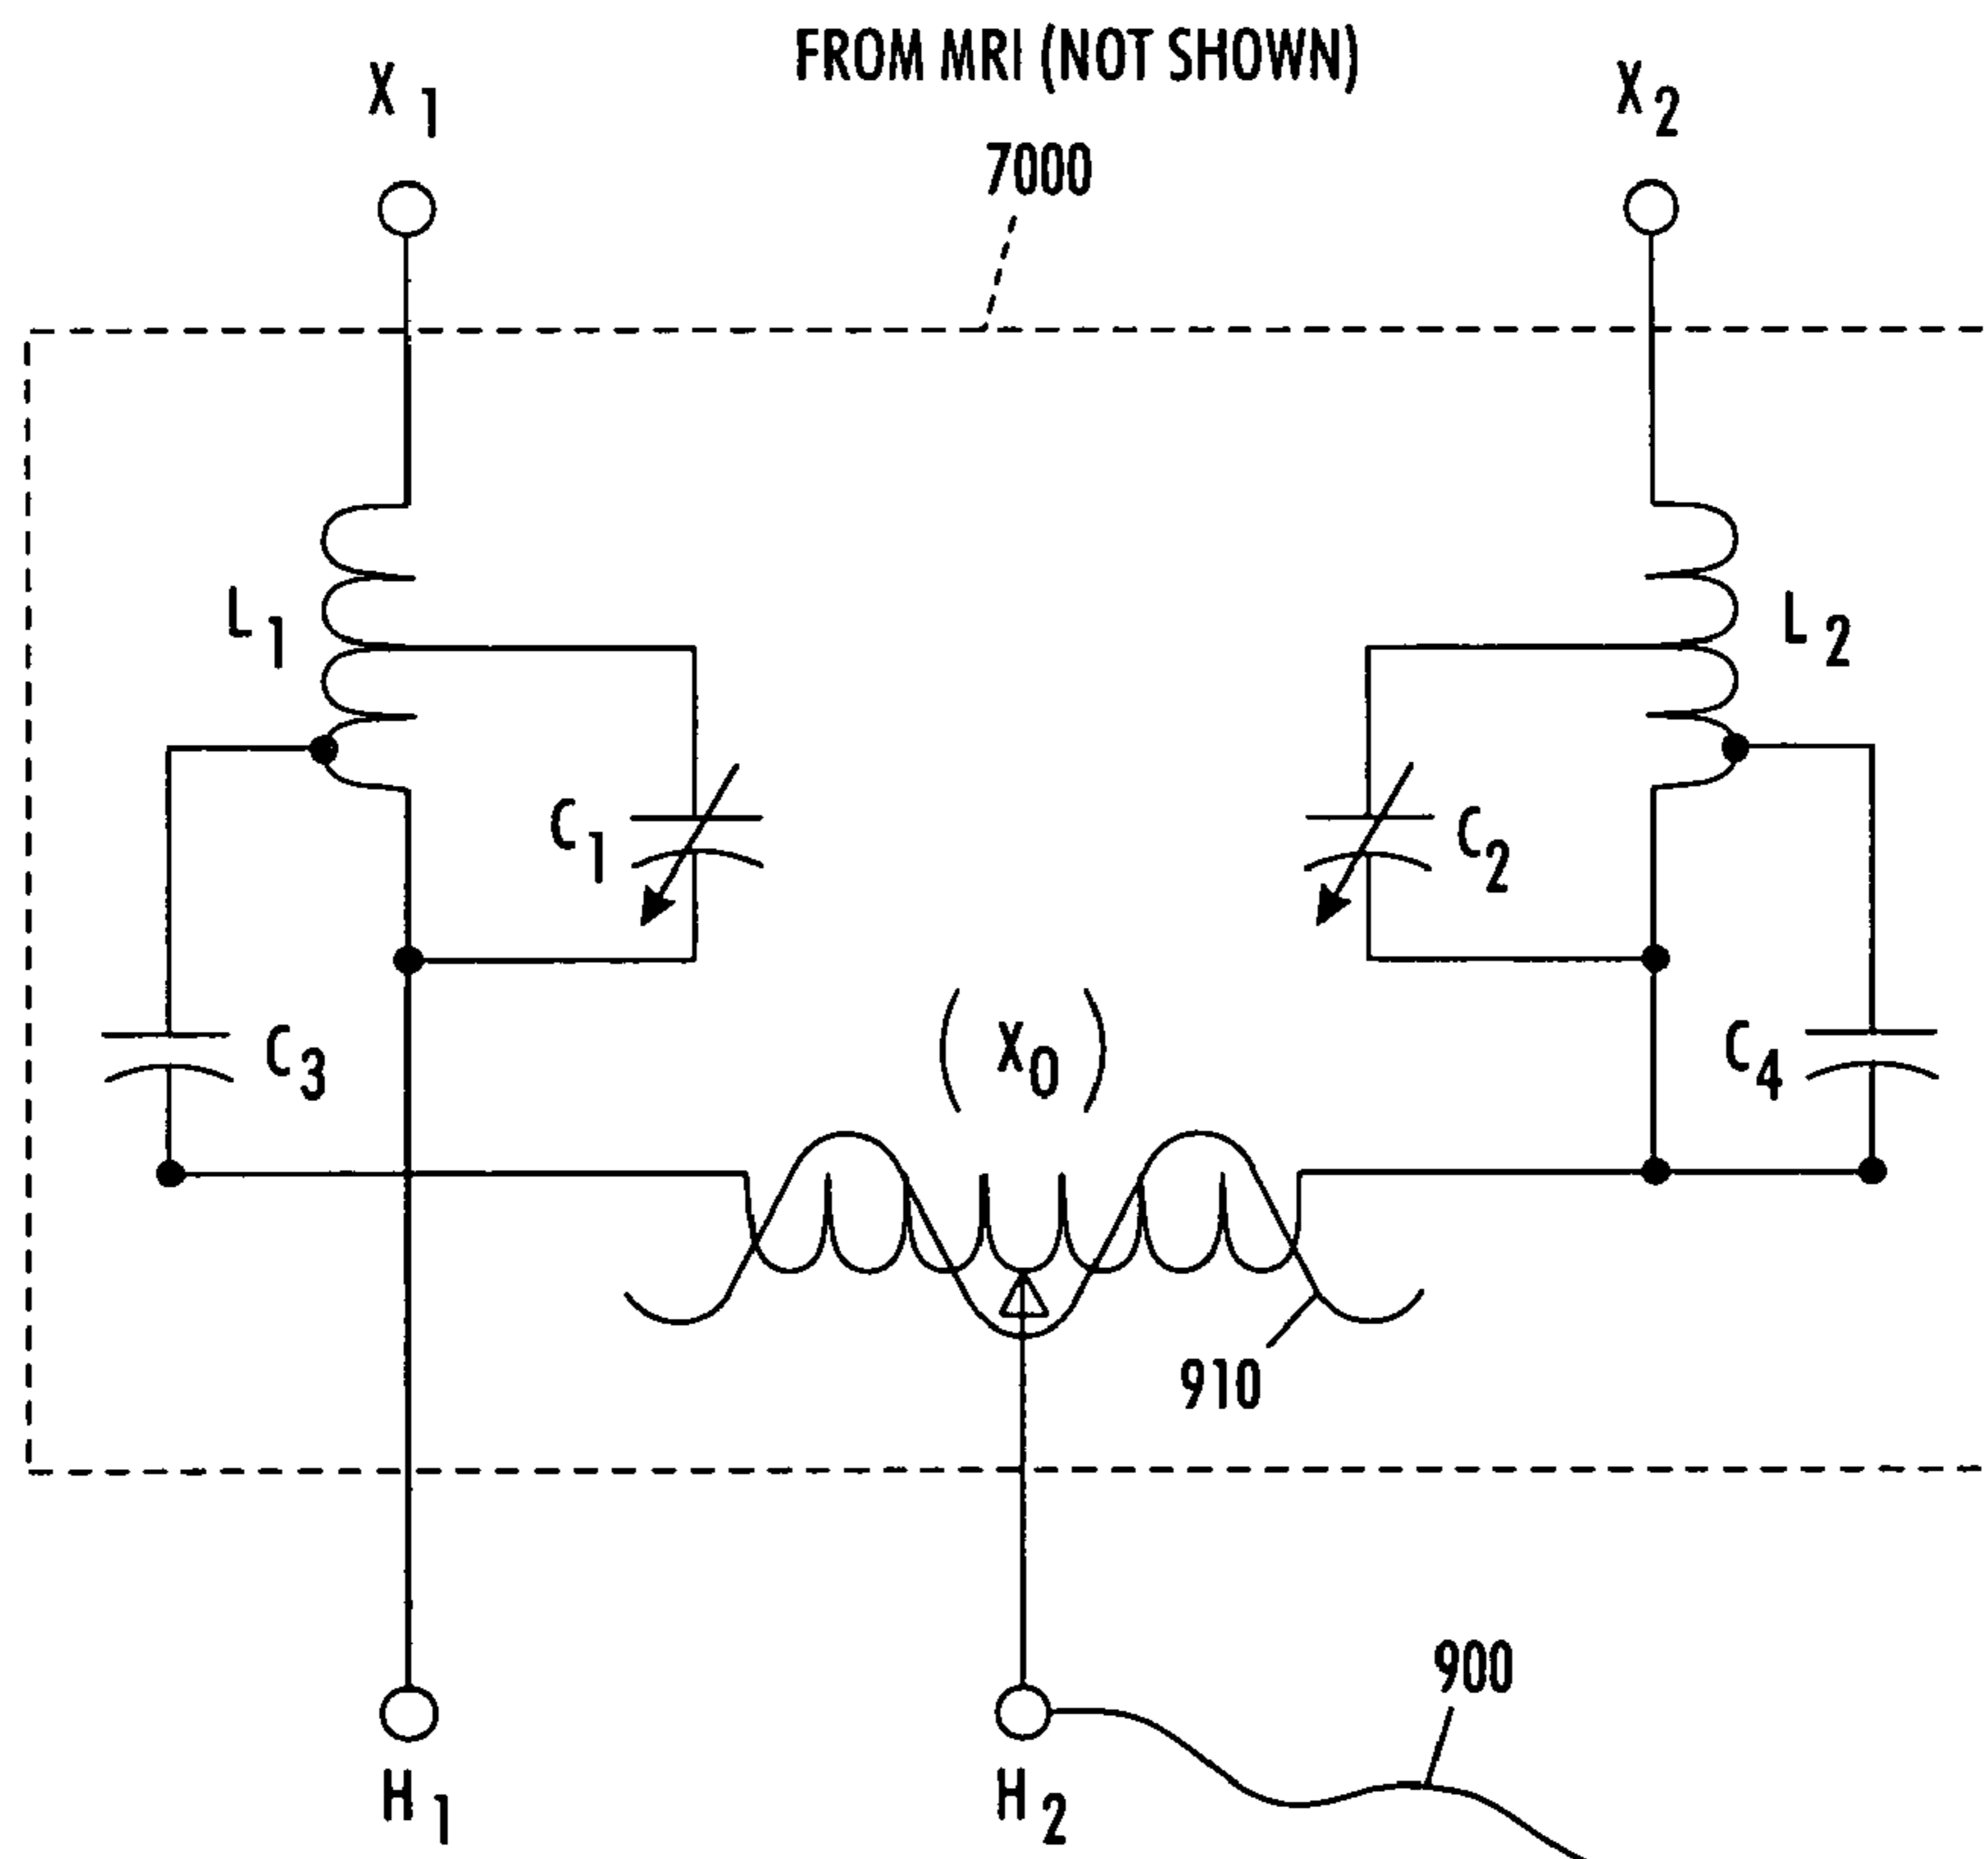 FROM MRI (NOT SHOWN)
X1
X2
7000
L1
L2
C1
C2
C3
(X0)
C4
910
900
H1
H2